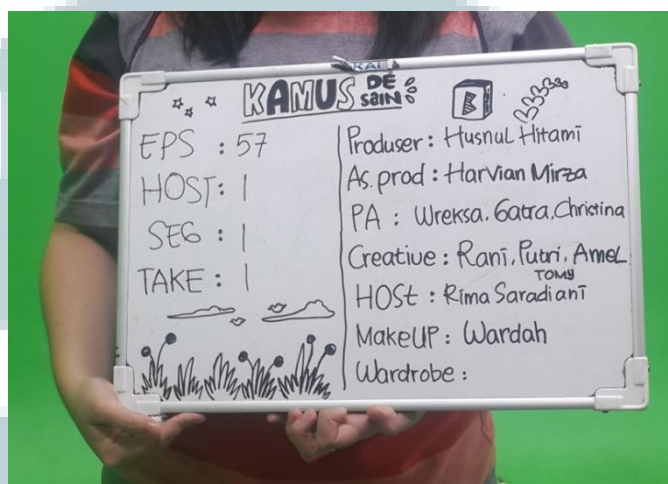 KAI
KAMUS DE SAIN
B
EPS : 57
HOST : 1
SEG : 1
TAKE : 1
Produser : Husnul Hitami
As. prod : Harvian Mirza
PA : Wreksa, Gatra, Christina
Creative : Rani, Putri, Amel
TOMY
HOSt : Rima Saradiani
MakeUP : Wardah
Wardrobe :